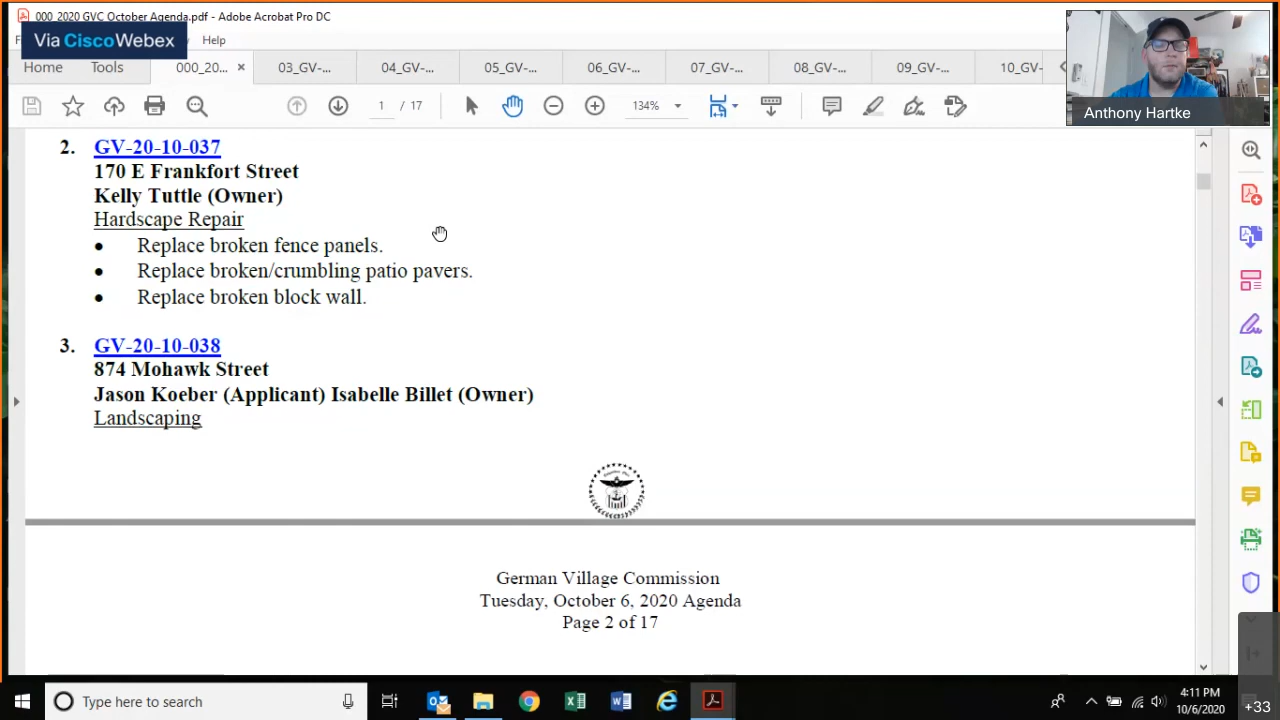 000_2020 GVC October Agenda.pdf - Adobe Acrobat Pro DC
Via CiscoWebex
Help
Home Tools 000_20... × 03_GV-... 04_GV-... 05_GV-... 06_GV-... 07_GV-... 08_GV-... 09_GV-... 10_GV-
1 / 17 134%
Anthony Hartke
2. GV-20-10-037
170 E Frankfort Street
Kelly Tuttle (Owner)
Hardscape Repair
• Replace broken fence panels.
• Replace broken/crumbling patio pavers.
• Replace broken block wall.
3. GV-20-10-038
874 Mohawk Street
Jason Koeber (Applicant) Isabelle Billet (Owner)
Landscaping
German Village Commission
Tuesday, October 6, 2020 Agenda
Page 2 of 17
Type here to search
4:11 PM
10/6/2020
+33